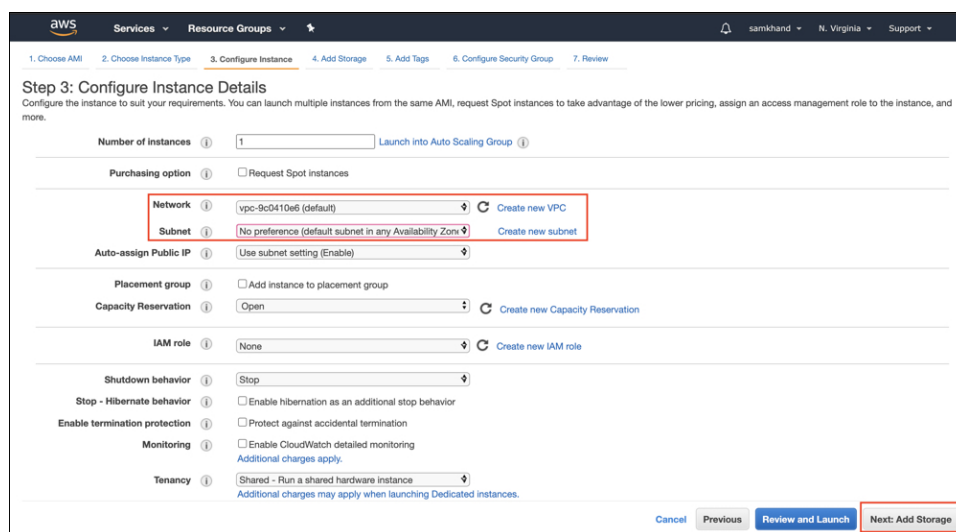 aws Services Resource Groups samkhand N. Virginia Support
1. Choose AMI 2. Choose Instance Type 3. Configure Instance 4. Add Storage 5. Add Tags 6. Configure Security Group 7. Review
Step 3: Configure Instance Details
Configure the instance to suit your requirements. You can launch multiple instances from the same AMI, request Spot instances to take advantage of the lower pricing, assign an access management role to the instance, and
more.
Number of instances 1 Launch into Auto Scaling Group
Purchasing option Request Spot instances
Network vpc-9c0410e6 (default) Create new VPC
Subnet No preference (default subnet in any Availability Zone Create new subnet
Auto-assign Public IP Use subnet setting (Enable)
Placement group Add instance to placement group
Capacity Reservation Open Create new Capacity Reservation
IAM role None Create new IAM role
Shutdown behavior Stop
Stop - Hibernate behavior Enable hibernation as an additional stop behavior
Enable termination protection Protect against accidental termination
Monitoring Enable CloudWatch detailed monitoring
Additional charges apply.
Tenancy Shared - Run a shared hardware instance
Additional charges may apply when launching Dedicated instances.
Cancel Previous Review and Launch Next: Add Storage